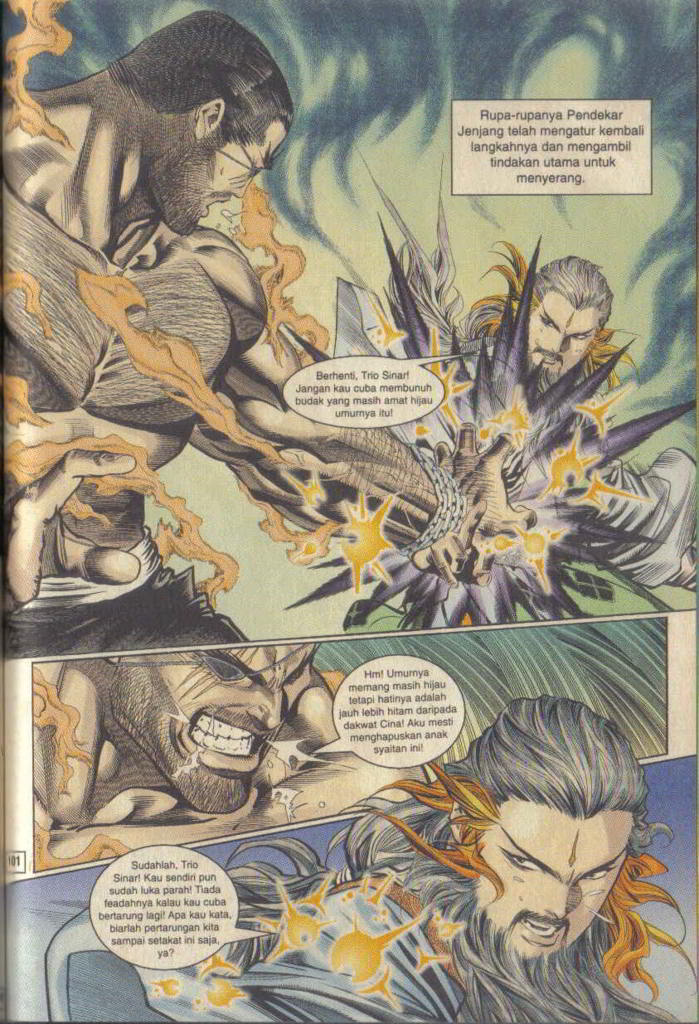 Rupa-rupanya Pendekar
Jenjang telah mengatur kembali
langkahnya dan mengambil
tindakan utama untuk
menyerang.
Berhenti, Trio Sinar!
Jangan kau cuba membunuh
budak yang masih amat hijau
umurnya itu!
Hm! Umurnya
memang masih hijau
tetapi hatinya adalah
jauh lebih hitam daripada
dakwat Cina! Aku mesti
menghapuskan anak
syaitan ini!
101
Sudahlah, Trio
Sinar! Kau sendiri pun
sudah luka parah! Tiada
feadahnya kalau kau cuba
bertarung lagi! Apa kau kata,
biarlah pertarungan kita
sampai setakat ini saja,
ya?